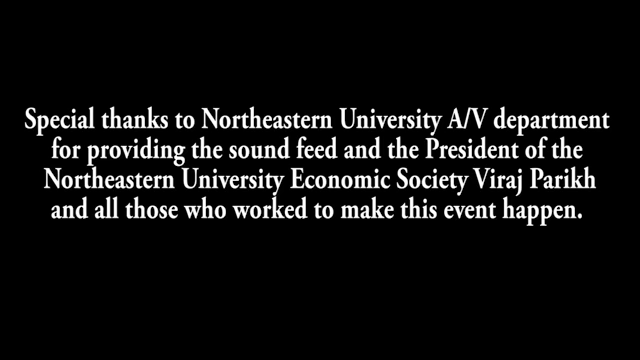 Special thanks to Northeastern University A/V department
for providing the sound feed and the President of the
Northeastern University Economic Society Viraj Parikh
and all those who worked to make this event happen.